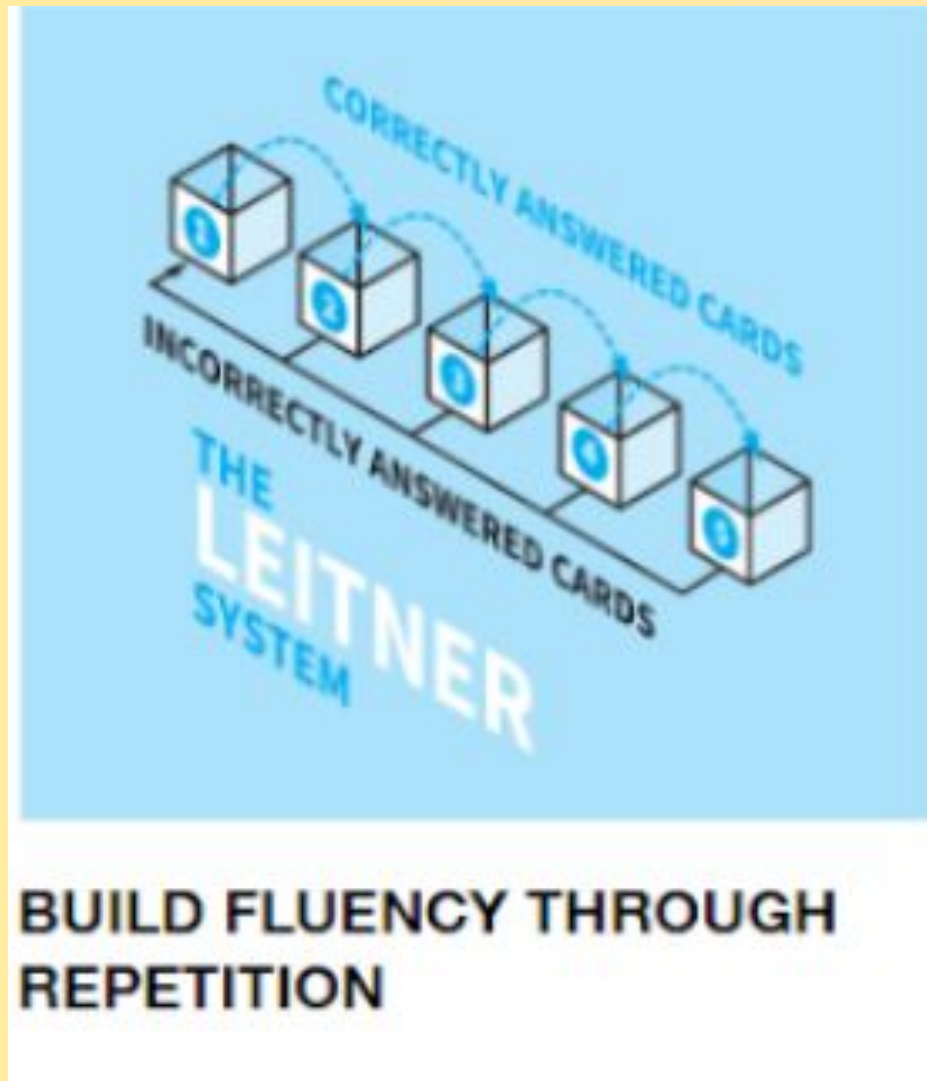 CORRECTLY ANSWERED CARDS
1
2
3
4
5
INCORRECTLY ANSWERED CARDS
THE
LEITNER
SYSTEM
BUILD FLUENCY THROUGH
REPETITION